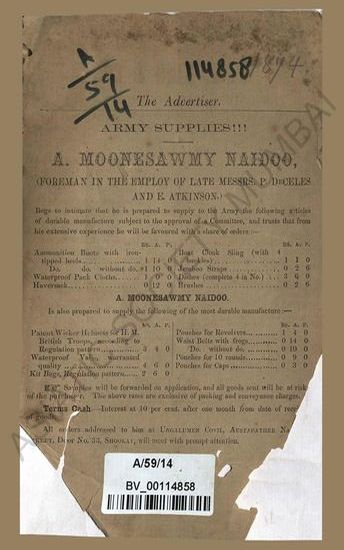 A/59/14
114858
1874
The Advertiser.
ARMY SUPPLIES!!!
A. MOONESAWMY NAIDOO,
(FOREMAN IN THE EMPLOY OF LATE MESSRS. P. DECELES
AND E. ATKINSON.)
Begs to intimate that he is prepared to supply to the Army, the following articles
of durable manufacture subject to the approval of a Committee, and trusts that from
his extensive experience he will be favoured with a share of orders :—
RS. A. P.
Ammunition Boots with iron-
tipped heels ... 1 14 0
Do. do. without do. #1 10 0
Waterproof Pack Cloths. 1 0 0
Haversack ... 0 12 0
RS. A. P.
Boat Cloak Sling (with 4
hooks) ... 1 1 0
Jeraboo Straps ... 0 2 6
Dishes (complete 4 in No.) 3 4 0
Brushes ... 0 2 6
A. MOONESAWMY NAIDOO.
Is also prepared to supply the following of the most durable manufacture :—
RS. A. P.
Patent Wicker Helmets for H. M.
British Troops, according to
Regulation pattern ... 3 4 0
Waterproof Val warranted
quality ... 4 6 0
Kit Bags, Regulation pattern. 2 6 0
RS. A. P.
Pouches for Revolvers ... 1 4 0
Waist Belts with frogs ... 0 14 0
Do. without do. ... 0 10 0
Pouches for 10 rounds ... 0 9 0
Pouches for Caps ... 0 3 0
Samples will be forwarded on application, and all goods sent will be at risk
of the purchaser. The above rates are exclusive of packing and conveyance charges.
Terms Cash—Interest at 10 per cent. after one month from date of
of goods.
All orders addressed to him at UNGALUMEN COVIL,
Door No. 33, SHOOLAY, will meet with prompt attention.
A/59/14
BV_00114858